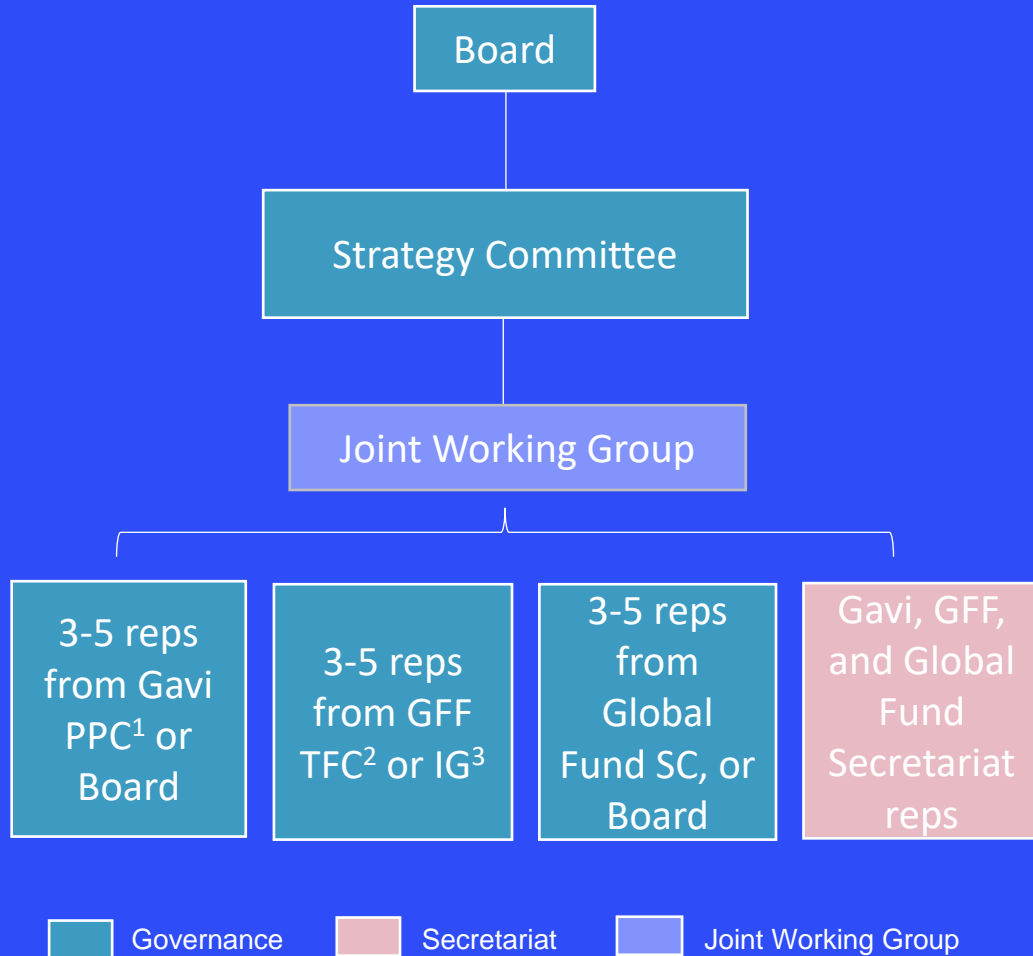 Board
Strategy Committee
Joint Working Group
3-5 reps
from Gavi
PPC¹ or
Board
3-5 reps
from GFF
TFC² or IG³
3-5 reps
from
Global
Fund SC, or
Board
Gavi, GFF,
and Global
Fund
Secretariat
reps
Governance
Secretariat
Joint Working Group